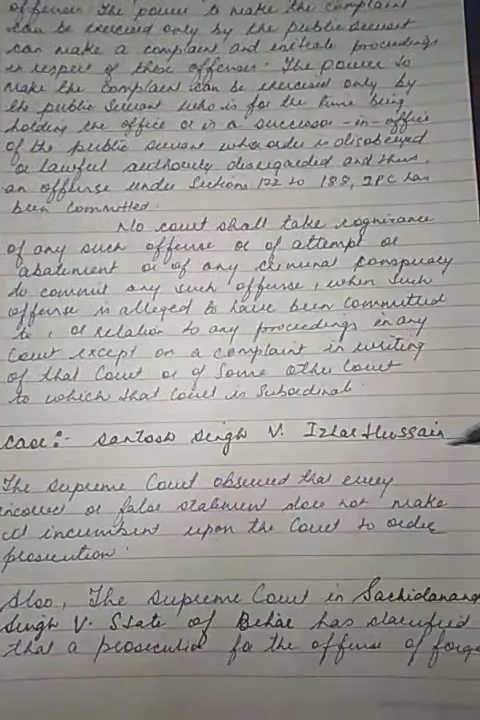 offenses. The power to make the complaint
can be exercised only by the public servant
can make a complaint and initiate proceedings
in respect of these offenses. The power to
make the complaint can be exercised only by
the public servant who is for the time being
holding the office or is a successor-in-office
of the public servant whose order is disobeyed
or lawful authority disregarded and thus,
an offense under Sections 172 to 188, IPC has
been committed.
No court shall take cognizance
of any such offense or of attempt or
abatement or of any criminal conspiracy
to commit any such offense, when such
offense is alleged to have been committed
or relation to any proceedings in any
Court except on a complaint in writing
of that Court or of some other Court
to which that Court is Subordinate.
Case:- Santosh Singh V. Izhar Hussain
The Supreme Court observed that every
incorrect or false statement does not make
it incumbent upon the Court to order
prosecution.
Also, The Supreme Court in Sachidanand
Singh V. State of Behar has clarified
that a prosecution for the offense of forge